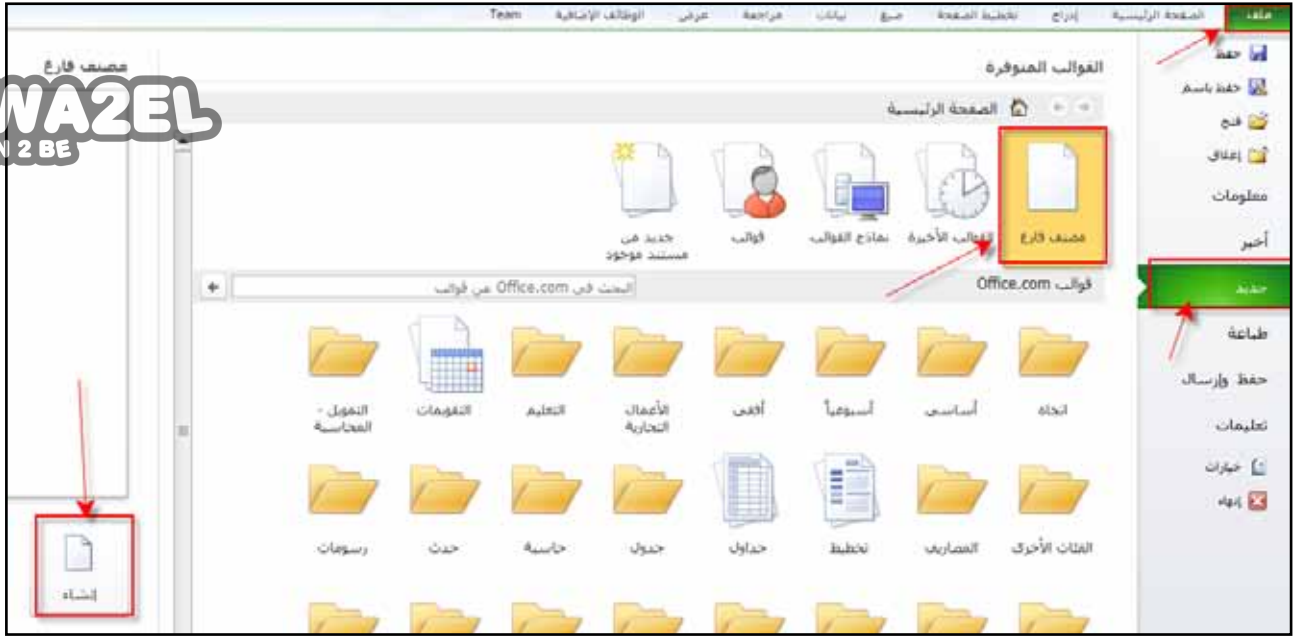 ملف
الصفحة الرئيسية
إدراج
تخطيط الصفحة
صيغ
بيانات
مراجعة
عرض
الوظائف الإضافية
Team
حفظ
حفظ باسم
فتح
إغلاق
معلومات
أخير
جديد
طباعة
حفظ وإرسال
تعليمات
خيارات
إنهاء
القوالب المتوفرة
الصفحة الرئيسية
مصنف فارغ
القوالب الأخيرة
نماذج القوالب
قوالب
جديد من
مستند موجود
قوالب Office.com
البحث في Office.com عن قوالب
اتجاه
أساسي
أسبوعياً
أفقي
الأعمال
التجارية
التعليم
التقويمات
التمويل -
المحاسبة
الفئات الأخرى
المصاريف
تخطيط
جداول
جدول
حاسبة
حدث
رسومات
مصنف فارغ
WA2EL
N 2 BE
إنشاء